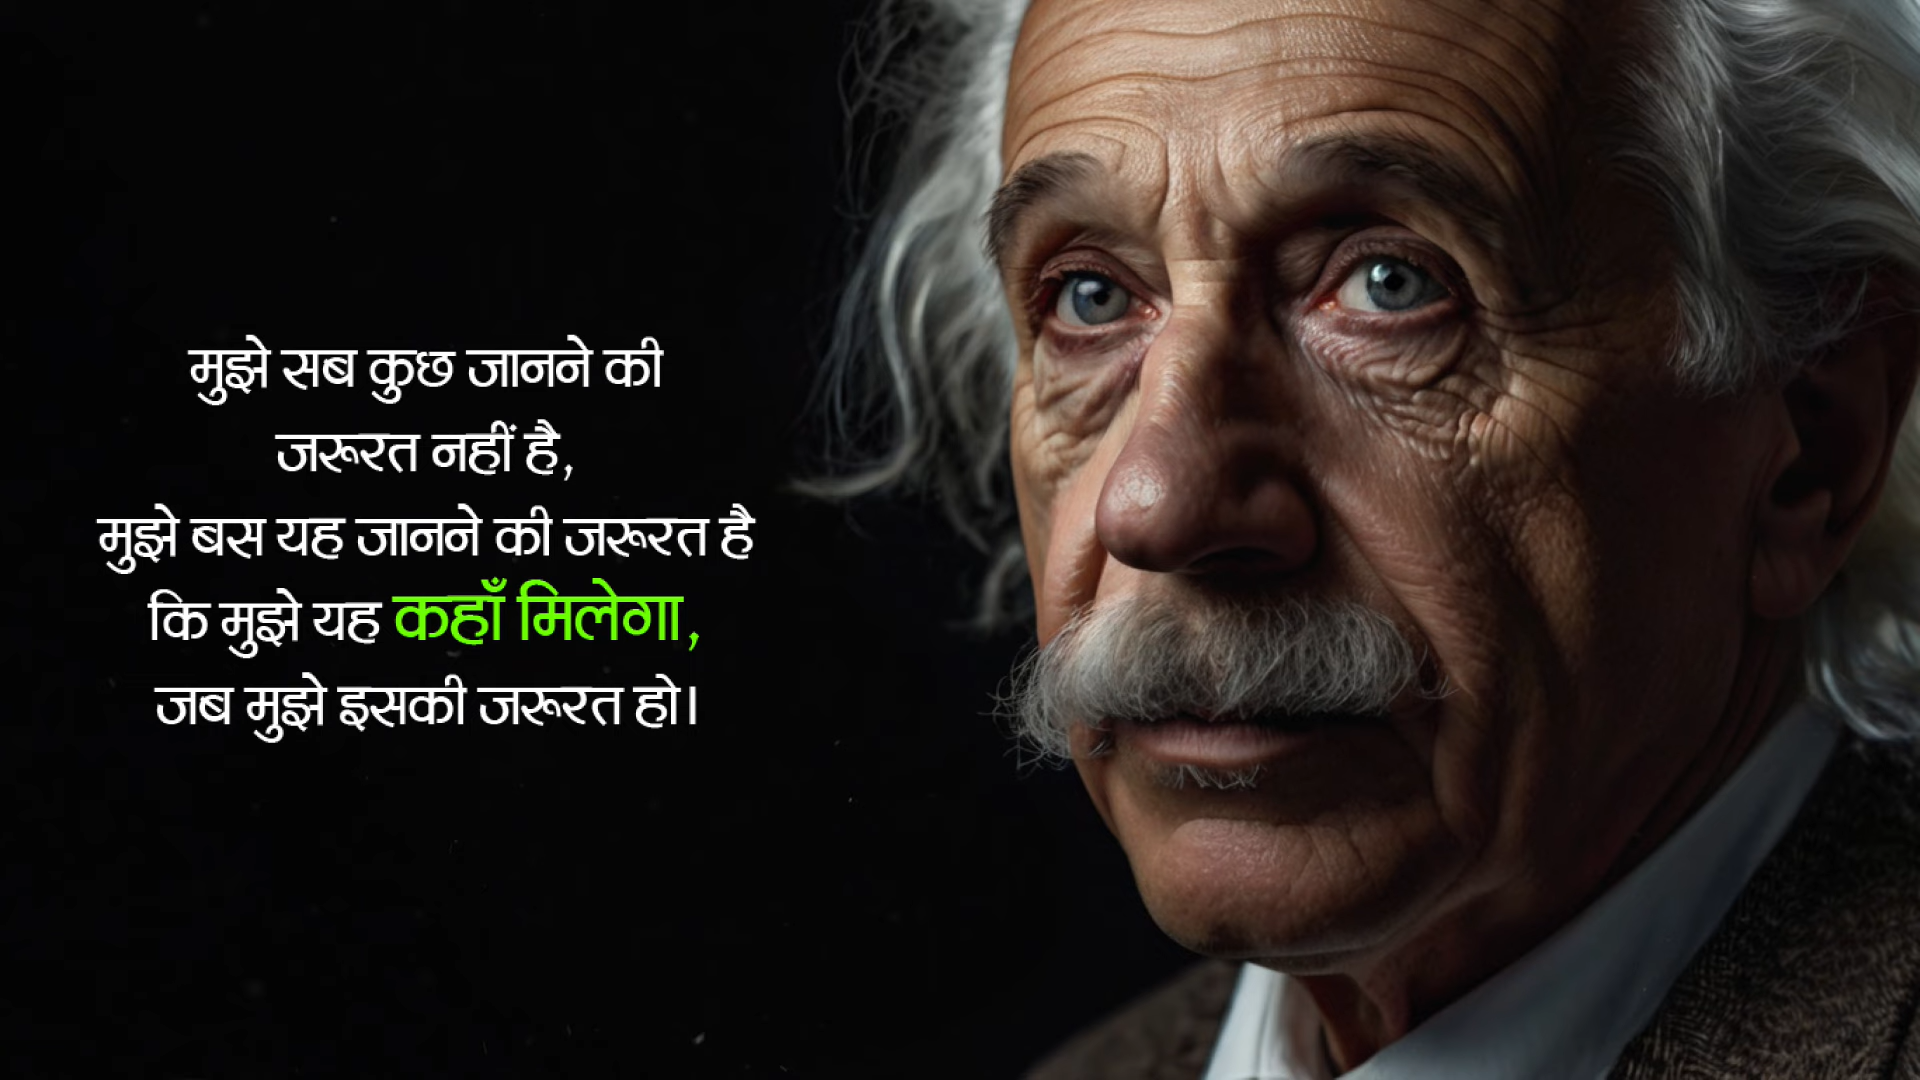 मुझे सब कुछ जानने की
जरूरत नहीं है,
मुझे बस यह जानने की जरूरत है
कि मुझे यह कहाँ मिलेगा,
जब मुझे इसकी जरूरत हो।